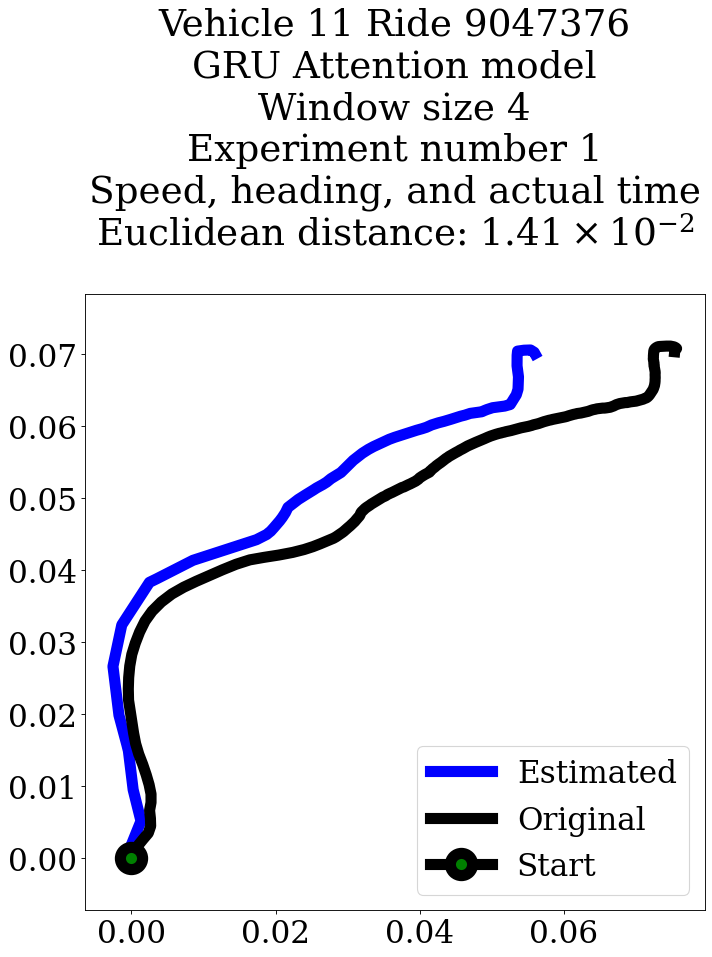 Vehicle 11 Ride 9047376
GRU Attention model
Window size 4
Experiment number 1
Speed, heading, and actual time
Euclidean distance: 1.41 × 10⁻²
0.07
0.06
0.05
0.04
0.03
0.02
0.01
0.00
Estimated
Original
Start
0.00 0.02 0.04 0.06